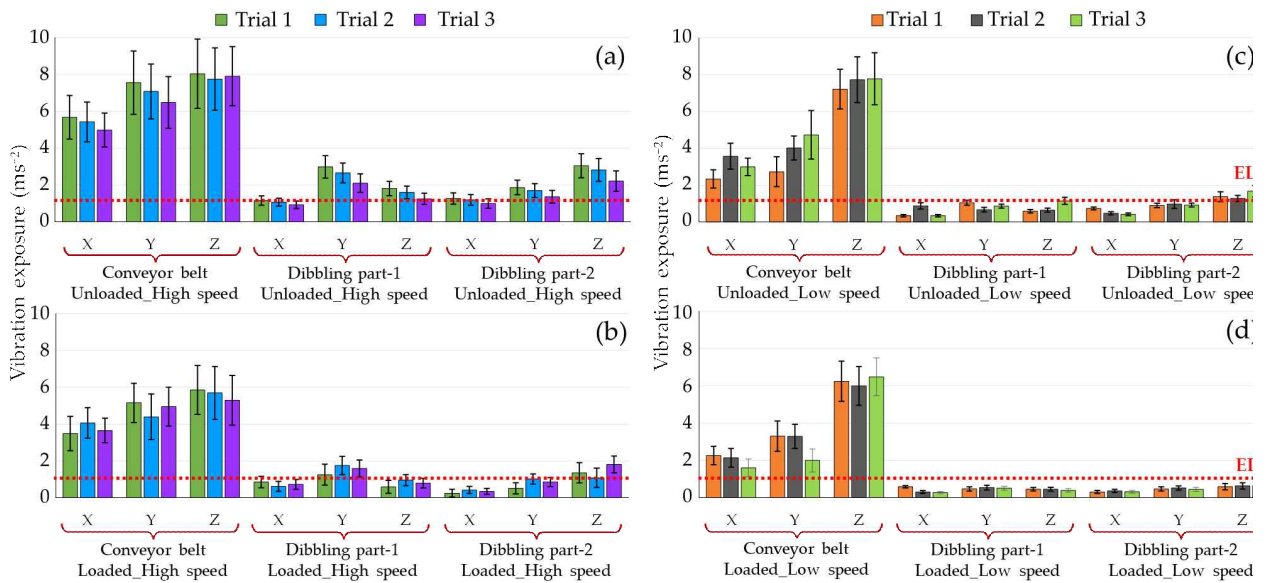 Trial 1 Trial 2 Trial 3
Vibration exposure (ms⁻²)
(a)
10
8
6
4
2
0
X Y Z X Y Z X Y Z
Conveyor belt Dibbling part-1 Dibbling part-2
Unloaded_High speed Unloaded_High speed Unloaded_High speed
(b)
10
8
6
4
2
0
X Y Z X Y Z X Y Z
Conveyor belt Dibbling part-1 Dibbling part-2
Loaded_High speed Loaded_High speed Loaded_High speed
Trial 1 Trial 2 Trial 3
Vibration exposure (ms⁻²)
(c)
10
8
6
4
2
0
X Y Z X Y Z X Y Z
Conveyor belt Dibbling part-1 Dibbling part-2
Unloaded_Low speed Unloaded_Low speed Unloaded_Low speed
(d)
10
8
6
4
2
0
X Y Z X Y Z X Y Z
Conveyor belt Dibbling part-1 Dibbling part-2
Loaded_Low speed Loaded_Low speed Loaded_Low speed